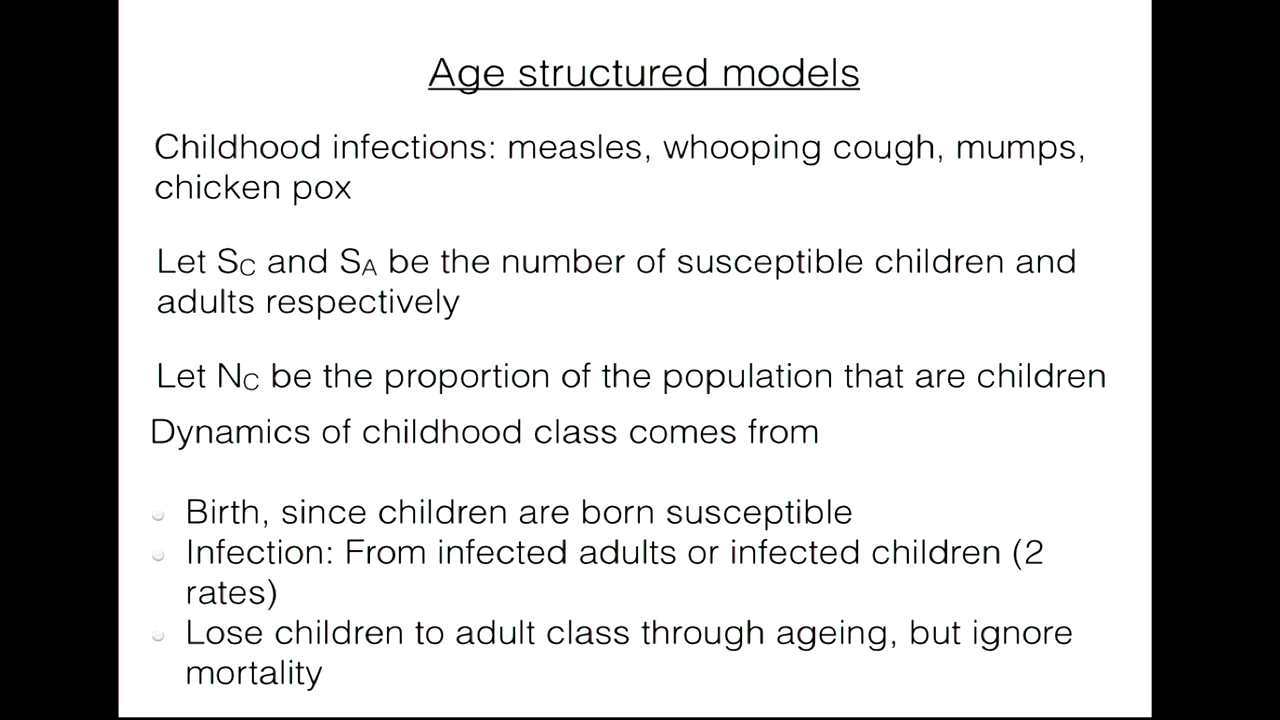 Age structured models
Childhood infections: measles, whooping cough, mumps,
chicken pox
Let Sc and SA be the number of susceptible children and
adults respectively
Let Nc be the proportion of the population that are children
Dynamics of childhood class comes from
Birth, since children are born susceptible
Infection: From infected adults or infected children (2
rates)
Lose children to adult class through ageing, but ignore
mortality